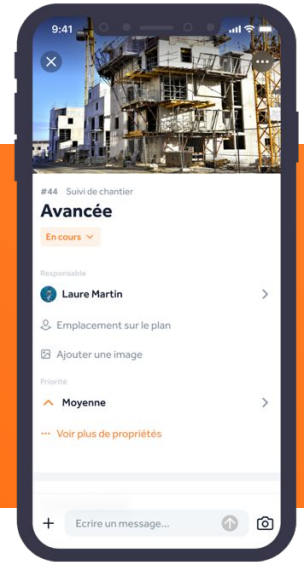 9:41
#44 Suivi de chantier
Avancée
En cours
Responsable
Laure Martin
Emplacement sur le plan
Ajouter une image
Priorité
Moyenne
Voir plus de propriétés
Ecrire un message...